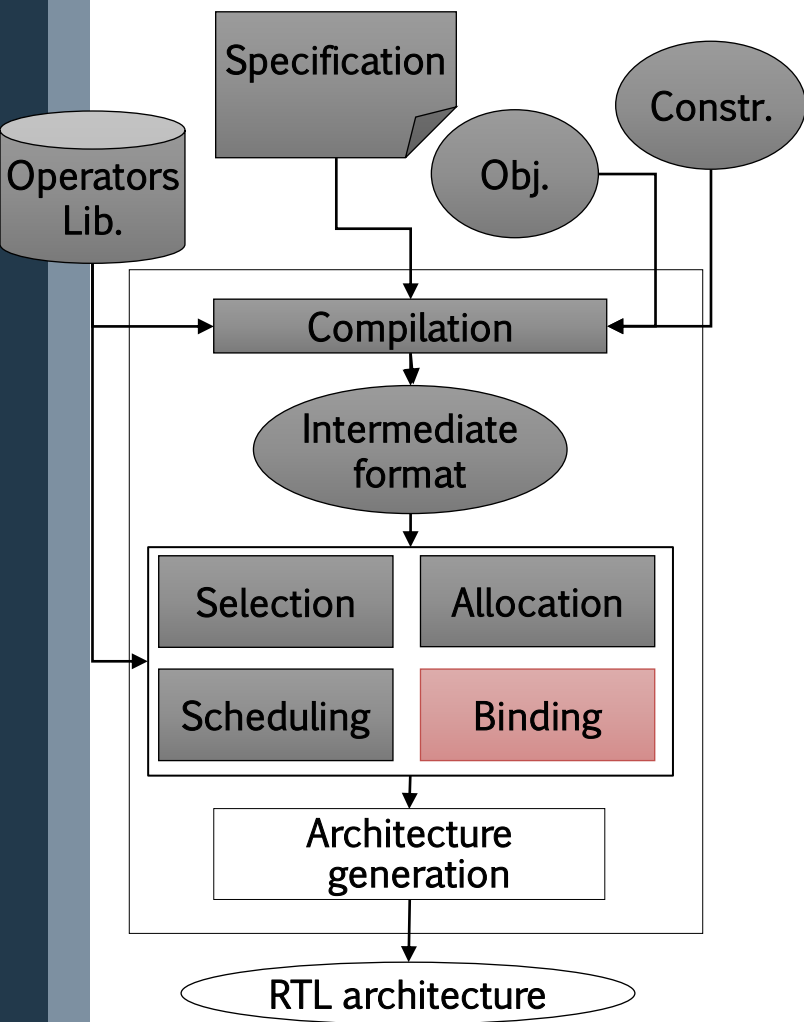 Specification
Constr.
Operators
Lib.
Obj.
Compilation
Intermediate
format
Selection
Allocation
Scheduling
Binding
Architecture
generation
RTL architecture